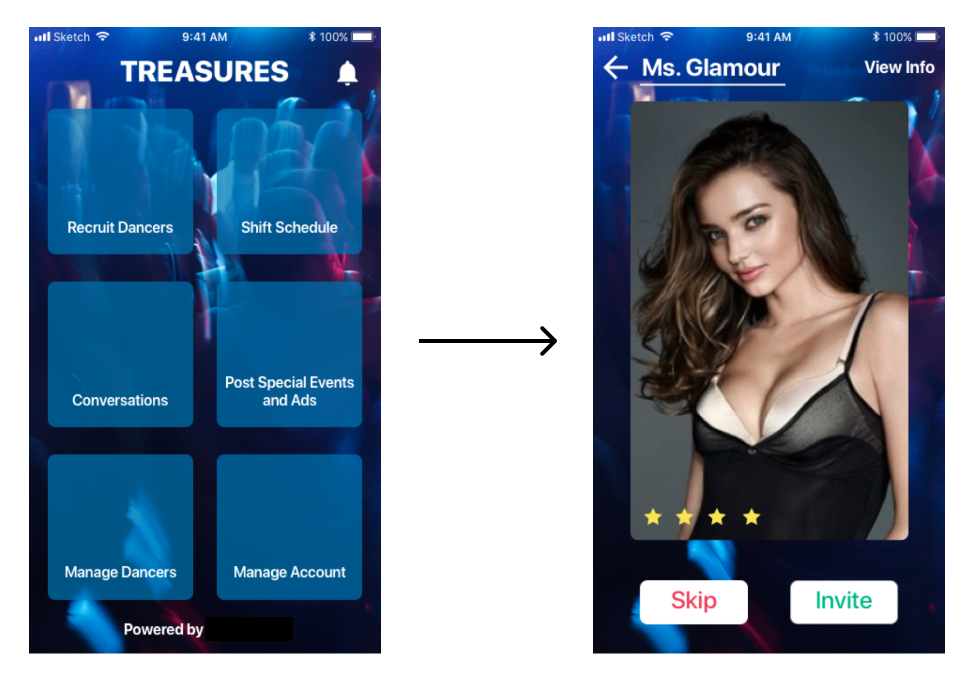 Sketch 9:41 AM 100%
TREASURES
Recruit Dancers
Shift Schedule
Conversations
Post Special Events
and Ads
Manage Dancers
Manage Account
Powered by
Sketch 9:41 AM 100%
Ms. Glamour
View Info
Skip
Invite